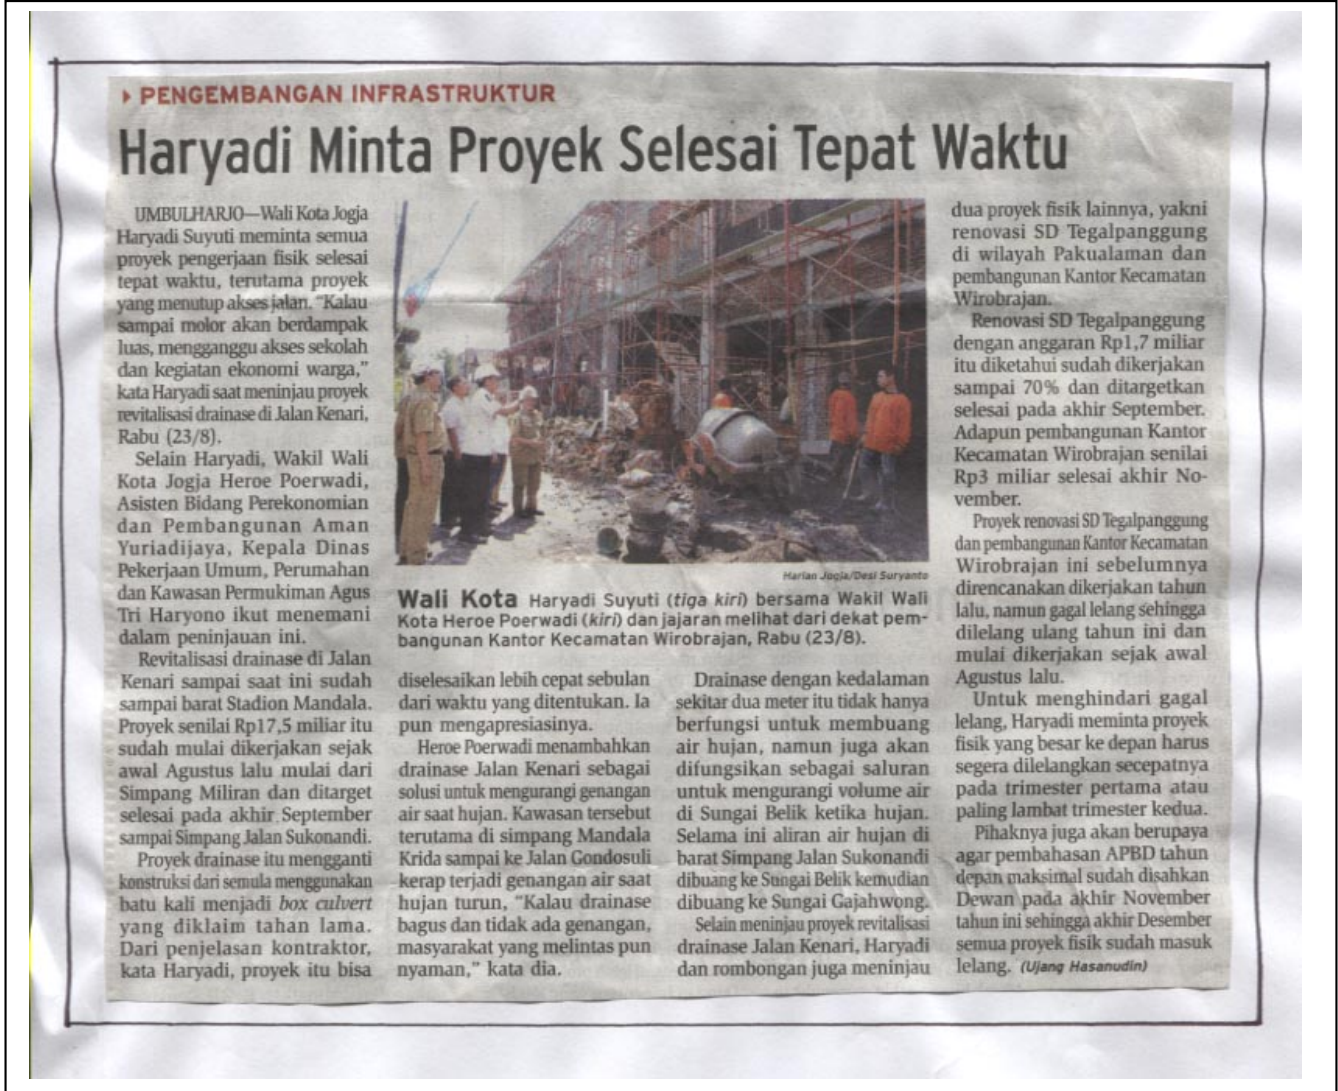 PENGEMBANGAN INFRASTRUKTUR
Haryadi Minta Proyek Selesai Tepat Waktu
UMBULHARJO—Wali Kota Jogja
Haryadi Suyuti meminta semua
proyek pengerjaan fisik selesai
tepat waktu, terutama proyek
yang menutup akses jalan. “Kalau
sampai molor akan berdampak
luas, mengganggu akses sekolah
dan kegiatan ekonomi warga,”
kata Haryadi saat meninjau proyek
revitalisasi drainase di Jalan Kenari,
Rabu (23/8).
Selain Haryadi, Wakil Wali
Kota Jogja Heroe Poerwadi,
Asisten Bidang Perekonomian
dan Pembangunan Aman
Yuriadijaya, Kepala Dinas
Pekerjaan Umum, Perumahan
dan Kawasan Permukiman Agus
Tri Haryono ikut menemani
dalam peninjauan ini.
Revitalisasi drainase di Jalan
Kenari sampai saat ini sudah
sampai barat Stadion Mandala.
Proyek senilai Rp17,5 miliar itu
sudah mulai dikerjakan sejak
awal Agustus lalu mulai dari
Simpang Miliran dan ditarget
selesai pada akhir September
sampai Simpang Jalan Sukonandi.
Proyek drainase itu mengganti
konstruksi dari semula menggunakan
batu kali menjadi box culvert
yang diklaim tahan lama.
Dari penjelasan kontraktor,
kata Haryadi, proyek itu bisa
Harian Jogja/Desi Suryanto
Wali Kota Haryadi Suyuti (tiga kiri) bersama Wakil Wali
Kota Heroe Poerwadi (kiri) dan jajaran melihat dari dekat pem-
bangunan Kantor Kecamatan Wirobrajan, Rabu (23/8).
diselesaikan lebih cepat sebulan
dari waktu yang ditentukan. Ia
pun mengapresiasinya.
Heroe Poerwadi menambahkan
drainase Jalan Kenari sebagai
solusi untuk mengurangi genangan
air saat hujan. Kawasan tersebut
terutama di simpang Mandala
Krida sampai ke Jalan Gondosuli
kerap terjadi genangan air saat
hujan turun, “Kalau drainase
bagus dan tidak ada genangan,
masyarakat yang melintas pun
nyaman,” kata dia.
Drainase dengan kedalaman
sekitar dua meter itu tidak hanya
berfungsi untuk membuang
air hujan, namun juga akan
difungsikan sebagai saluran
untuk mengurangi volume air
di Sungai Belik ketika hujan.
Selama ini aliran air hujan di
barat Simpang Jalan Sukonandi
dibuang ke Sungai Belik kemudian
dibuang ke Sungai Gajahwong.
Selain meninjau proyek revitalisasi
drainase Jalan Kenari, Haryadi
dan rombongan juga meninjau
dua proyek fisik lainnya, yakni
renovasi SD Tegalpanggung
di wilayah Pakualaman dan
pembangunan Kantor Kecamatan
Wirobrajan.
Renovasi SD Tegalpanggung
dengan anggaran Rp1,7 miliar
itu diketahui sudah dikerjakan
sampai 70% dan ditargetkan
selesai pada akhir September.
Adapun pembangunan Kantor
Kecamatan Wirobrajan senilai
Rp3 miliar selesai akhir No-
vember.
Proyek renovasi SD Tegalpanggung
dan pembangunan Kantor Kecamatan
Wirobrajan ini sebelumnya
direncanakan dikerjakan tahun
lalu, namun gagal lelang sehingga
dilelang ulang tahun ini dan
mulai dikerjakan sejak awal
Agustus lalu.
Untuk menghindari gagal
lelang, Haryadi meminta proyek
fisik yang besar ke depan harus
segera dilelangkan secepatnya
pada trimester pertama atau
paling lambat trimester kedua.
Pihaknya juga akan berupaya
agar pembahasan APBD tahun
depan maksimal sudah disahkan
Dewan pada akhir November
tahun ini sehingga akhir Desember
semua proyek fisik sudah masuk
lelang. (Ujang Hasanudin)